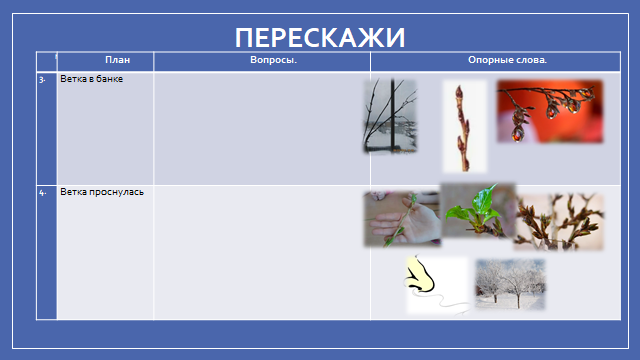 ПЕРЕСКАЖИ
План Вопросы. Опорные слова.
3. Ветка в банке
4. Ветка проснулась